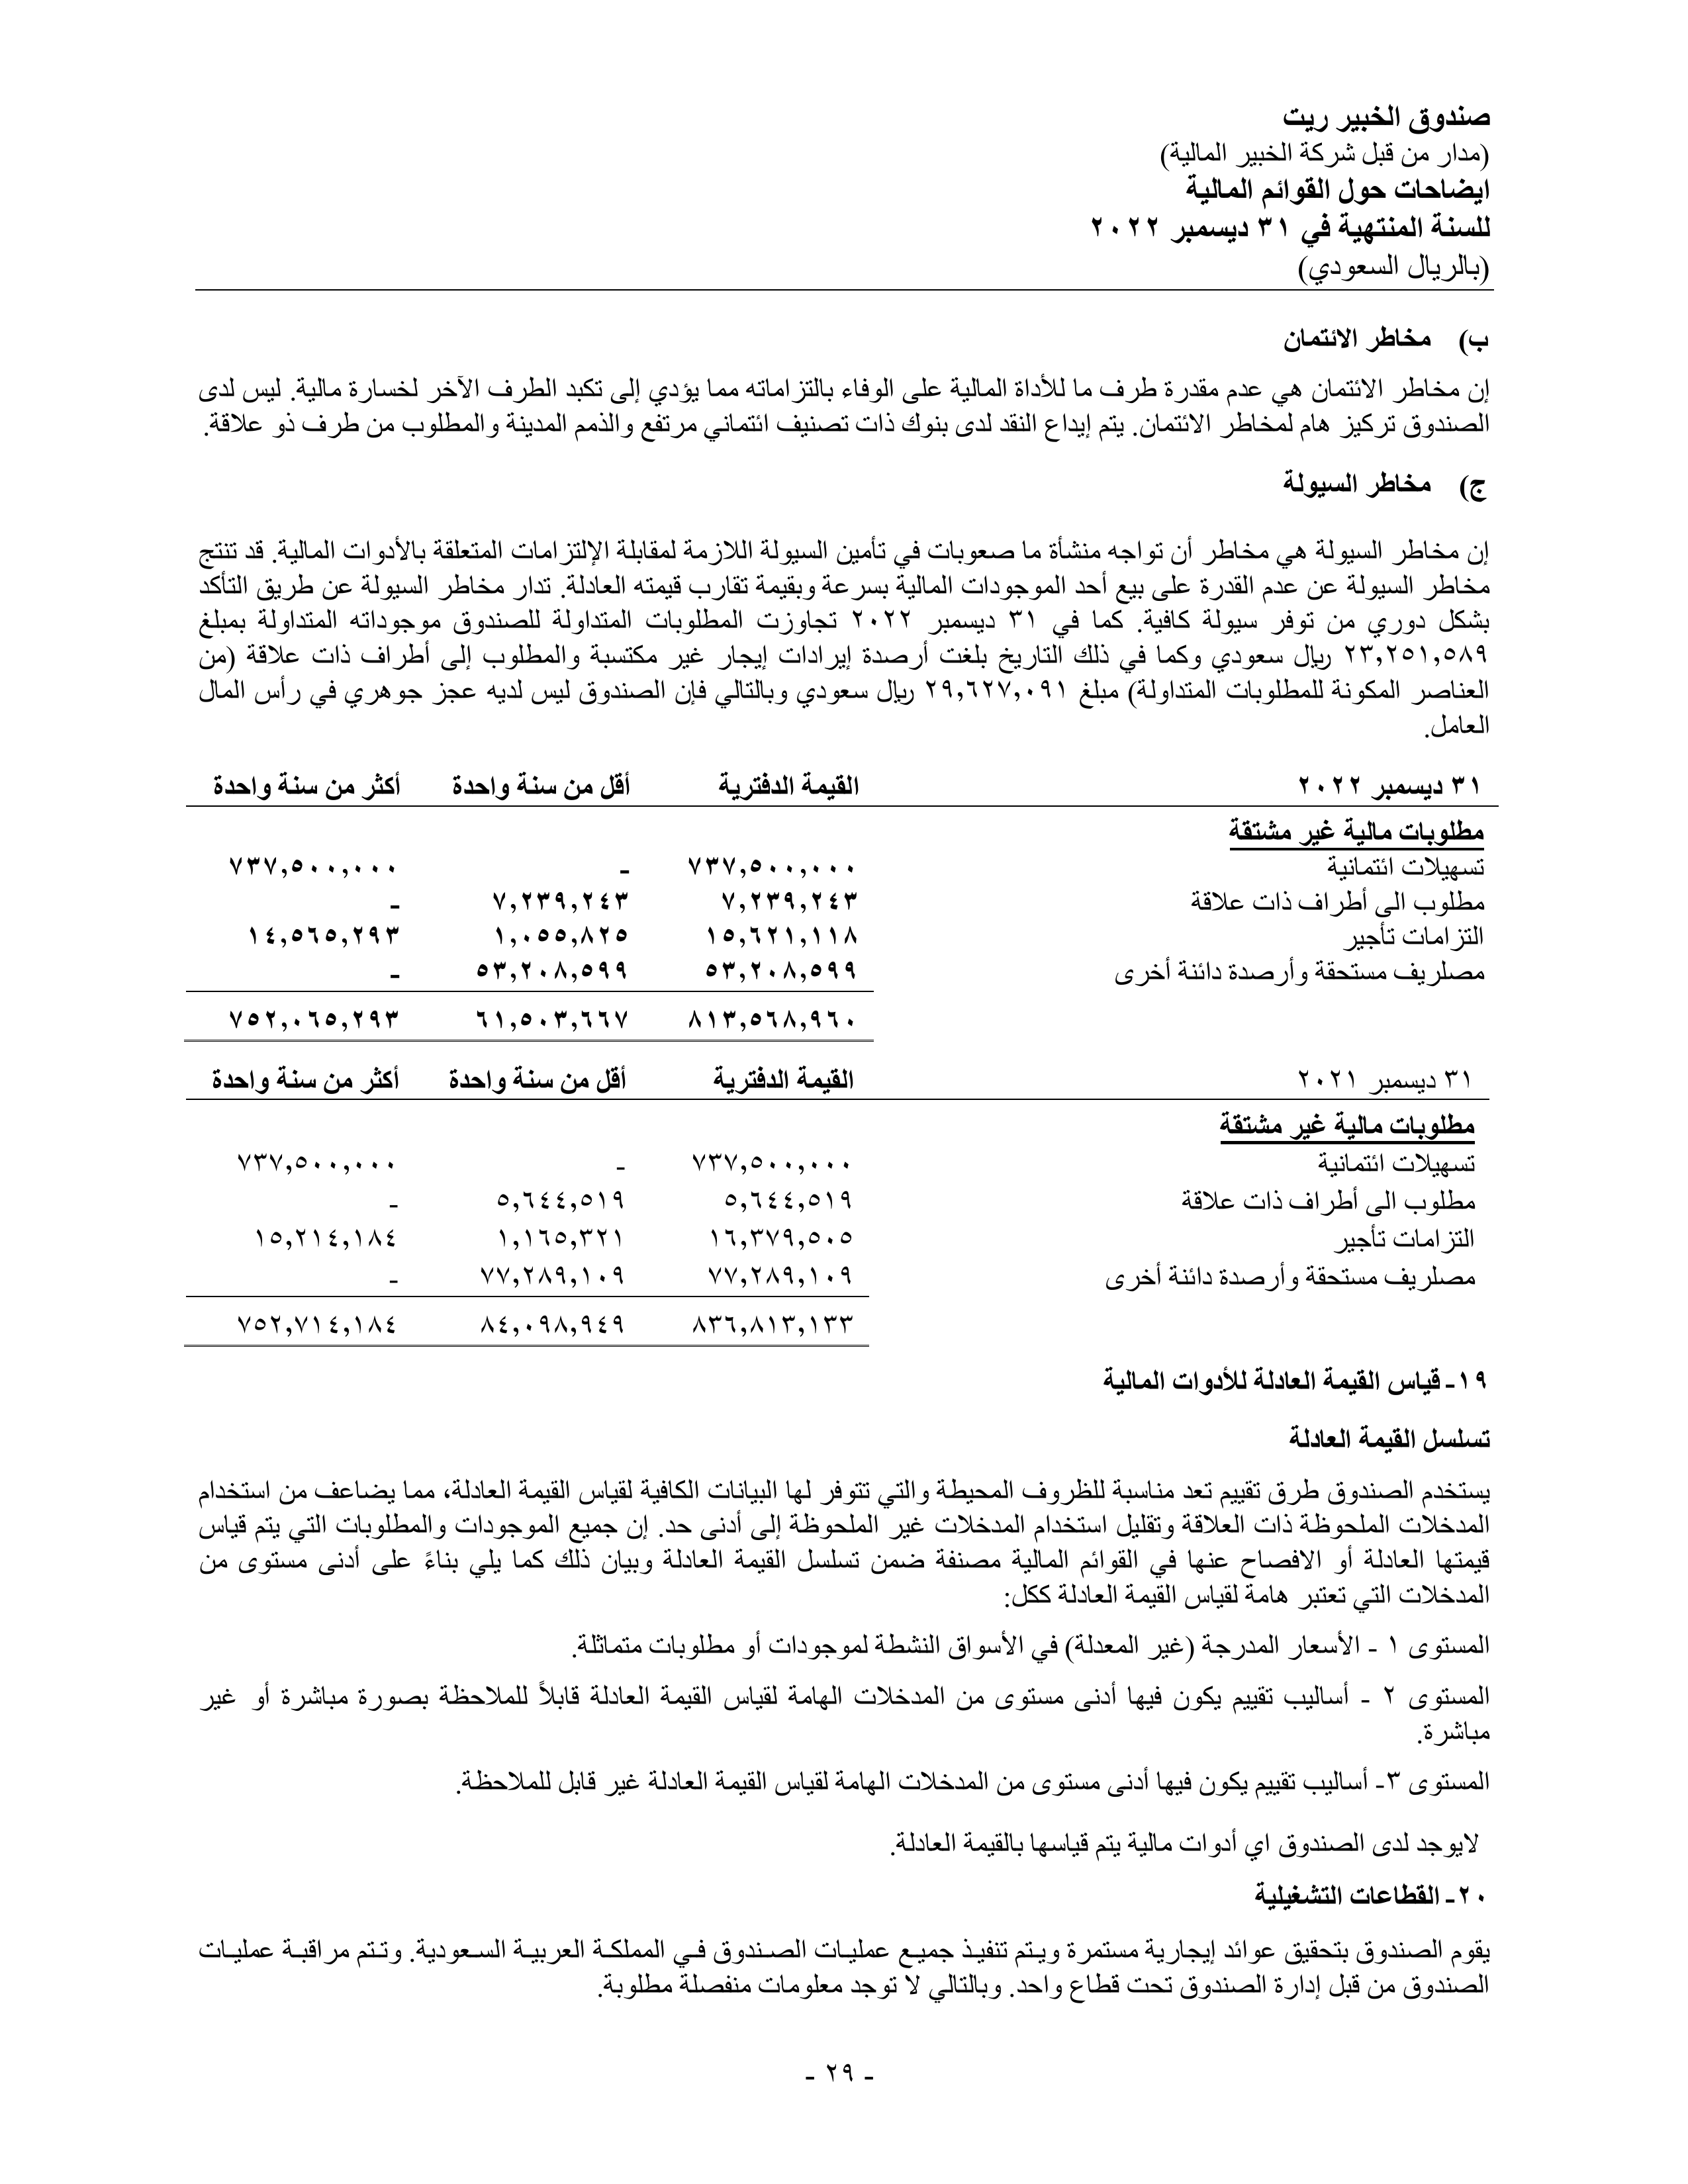 صندوق الخبير ريت
(مدار من قبل شركة الخبير المالية)
ايضاحات حول القوائم المالية
للسنة المنتهية في ٣١ ديسمبر ٢٠٢٢
(بالريال السعودي)
ب) مخاطر الائتمان
إن مخاطر الائتمان هي عدم مقدرة طرف ما للأداة المالية على الوفاء بالتزاماته مما يؤدي إلى تكبد الطرف الآخر لخسارة مالية. ليس لدى
الصندوق تركيز هام لمخاطر الائتمان. يتم إيداع النقد لدى بنوك ذات تصنيف ائتماني مرتفع والذمم المدينة والمطلوب من طرف ذو علاقة.
ج) مخاطر السيولة
إن مخاطر السيولة هي مخاطر أن تواجه منشأة ما صعوبات في تأمين السيولة اللازمة لمقابلة الإلتزامات المتعلقة بالأدوات المالية. قد تنتج
مخاطر السيولة عن عدم القدرة على بيع أحد الموجودات المالية بسرعة وبقيمة تقارب قيمته العادلة. تدار مخاطر السيولة عن طريق التأكد
بشكل دوري من توفر سيولة كافية. كما في ٣١ ديسمبر ٢٠٢٢ تجاوزت المطلوبات المتداولة للصندوق موجوداته المتداولة بمبلغ
٢٣,٢٥١,٥٨٩ ريال سعودي وكما في ذلك التاريخ بلغت أرصدة إيرادات إيجار غير مكتسبة والمطلوب إلى أطراف ذات علاقة (من
العناصر المكونة للمطلوبات المتداولة) مبلغ ٢٩,٦٢٧,٠٩١ ريال سعودي وبالتالي فإن الصندوق ليس لديه عجز جوهري في رأس المال
العامل.
٣١ ديسمبر ٢٠٢٢ القيمة الدفترية أقل من سنة واحدة أكثر من سنة واحدة
مطلوبات مالية غير مشتقة
تسهيلات ائتمانية ٧٣٧,٥٠٠,٠٠٠ - ٧٣٧,٥٠٠,٠٠٠
مطلوب الى أطراف ذات علاقة ٧,٢٣٩,٢٤٣ ٧,٢٣٩,٢٤٣ -
التزامات تأجير ١٥,٦٢١,١١٨ ١,٠٥٥,٨٢٥ ١٤,٥٦٥,٢٩٣
مصلريف مستحقة وأرصدة دائنة أخرى ٥٣,٢٠٨,٥٩٩ ٥٣,٢٠٨,٥٩٩ -
٨١٣,٥٦٨,٩٦٠ ٦١,٥٠٣,٦٦٧ ٧٥٢,٠٦٥,٢٩٣
٣١ ديسمبر ٢٠٢١ القيمة الدفترية أقل من سنة واحدة أكثر من سنة واحدة
مطلوبات مالية غير مشتقة
تسهيلات ائتمانية ٧٣٧,٥٠٠,٠٠٠ - ٧٣٧,٥٠٠,٠٠٠
مطلوب الى أطراف ذات علاقة ٥,٦٤٤,٥١٩ ٥,٦٤٤,٥١٩ -
التزامات تأجير ١٦,٣٧٩,٥٠٥ ١,١٦٥,٣٢١ ١٥,٢١٤,١٨٤
مصلريف مستحقة وأرصدة دائنة أخرى ٧٧,٢٨٩,١٠٩ ٧٧,٢٨٩,١٠٩ -
٨٣٦,٨١٣,١٣٣ ٨٤,٠٩٨,٩٤٩ ٧٥٢,٧١٤,١٨٤
١٩- قياس القيمة العادلة للأدوات المالية
تسلسل القيمة العادلة
يستخدم الصندوق طرق تقييم تعد مناسبة للظروف المحيطة والتي تتوفر لها البيانات الكافية لقياس القيمة العادلة، مما يضاعف من استخدام
المدخلات الملحوظة ذات العلاقة وتقليل استخدام المدخلات غير الملحوظة إلى أدنى حد. إن جميع الموجودات والمطلوبات التي يتم قياس
قيمتها العادلة أو الافصاح عنها في القوائم المالية مصنفة ضمن تسلسل القيمة العادلة وبيان ذلك كما يلي بناءً على أدنى مستوى من
المدخلات التي تعتبر هامة لقياس القيمة العادلة ككل:
المستوى ١ - الأسعار المدرجة (غير المعدلة) في الأسواق النشطة لموجودات أو مطلوبات متماثلة.
المستوى ٢ - أساليب تقييم يكون فيها أدنى مستوى من المدخلات الهامة لقياس القيمة العادلة قابلاً للملاحظة بصورة مباشرة أو غير
مباشرة.
المستوى ٣- أساليب تقييم يكون فيها أدنى مستوى من المدخلات الهامة لقياس القيمة العادلة غير قابل للملاحظة.
لايوجد لدى الصندوق اي أدوات مالية يتم قياسها بالقيمة العادلة.
٢٠- القطاعات التشغيلية
يقوم الصندوق بتحقيق عوائد إيجارية مستمرة ويتم تنفيذ جميع عمليات الصندوق في المملكة العربية السعودية. وتتم مراقبة عمليات
الصندوق من قبل إدارة الصندوق تحت قطاع واحد. وبالتالي لا توجد معلومات منفصلة مطلوبة.
- ٢٩ -